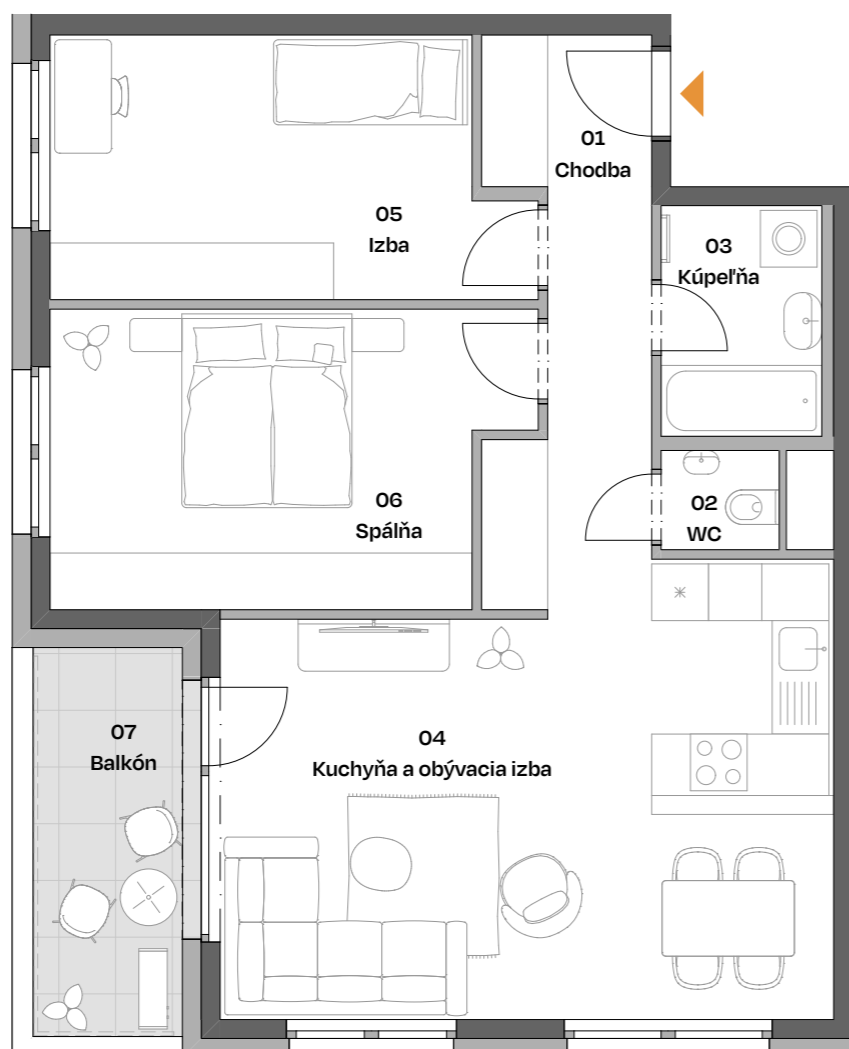 01
Chodba
05
Izba
03
Kúpeľňa
06
Spálňa
02
WC
07
Balkón
04
Kuchyňa a obývacia izba